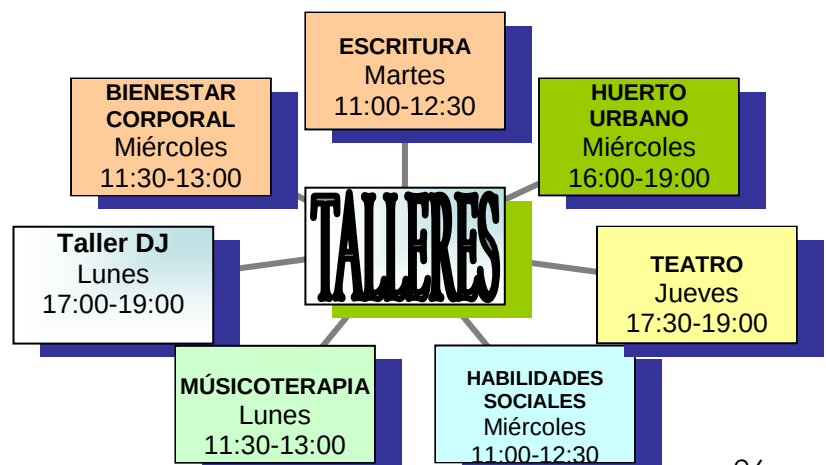 ESCRITURA
Martes
11:00-12:30
BIENESTAR
CORPORAL
Miércoles
11:30-13:00
HUERTO
URBANO
Miércoles
16:00-19:00
TALLERES
Taller DJ
Lunes
17:00-19:00
TEATRO
Jueves
17:30-19:00
MÚSICOTERAPIA
Lunes
11:30-13:00
HABILIDADES
SOCIALES
Miércoles
11:00-12:30